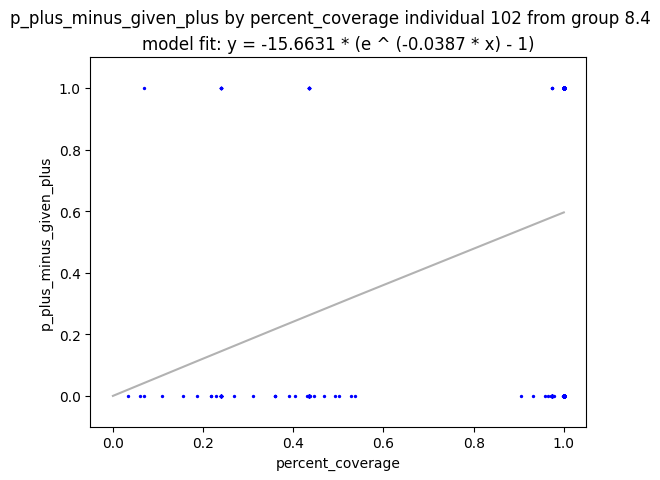 p_plus_minus_given_plus by percent_coverage individual 102 from group 8.4
model fit: y = -15.6631 * (e ^ (-0.0387 * x) - 1)
1.0
0.8
0.6
0.4
0.2
0.0
p_plus_minus_given_plus
0.0 0.2 0.4 0.6 0.8 1.0
percent_coverage